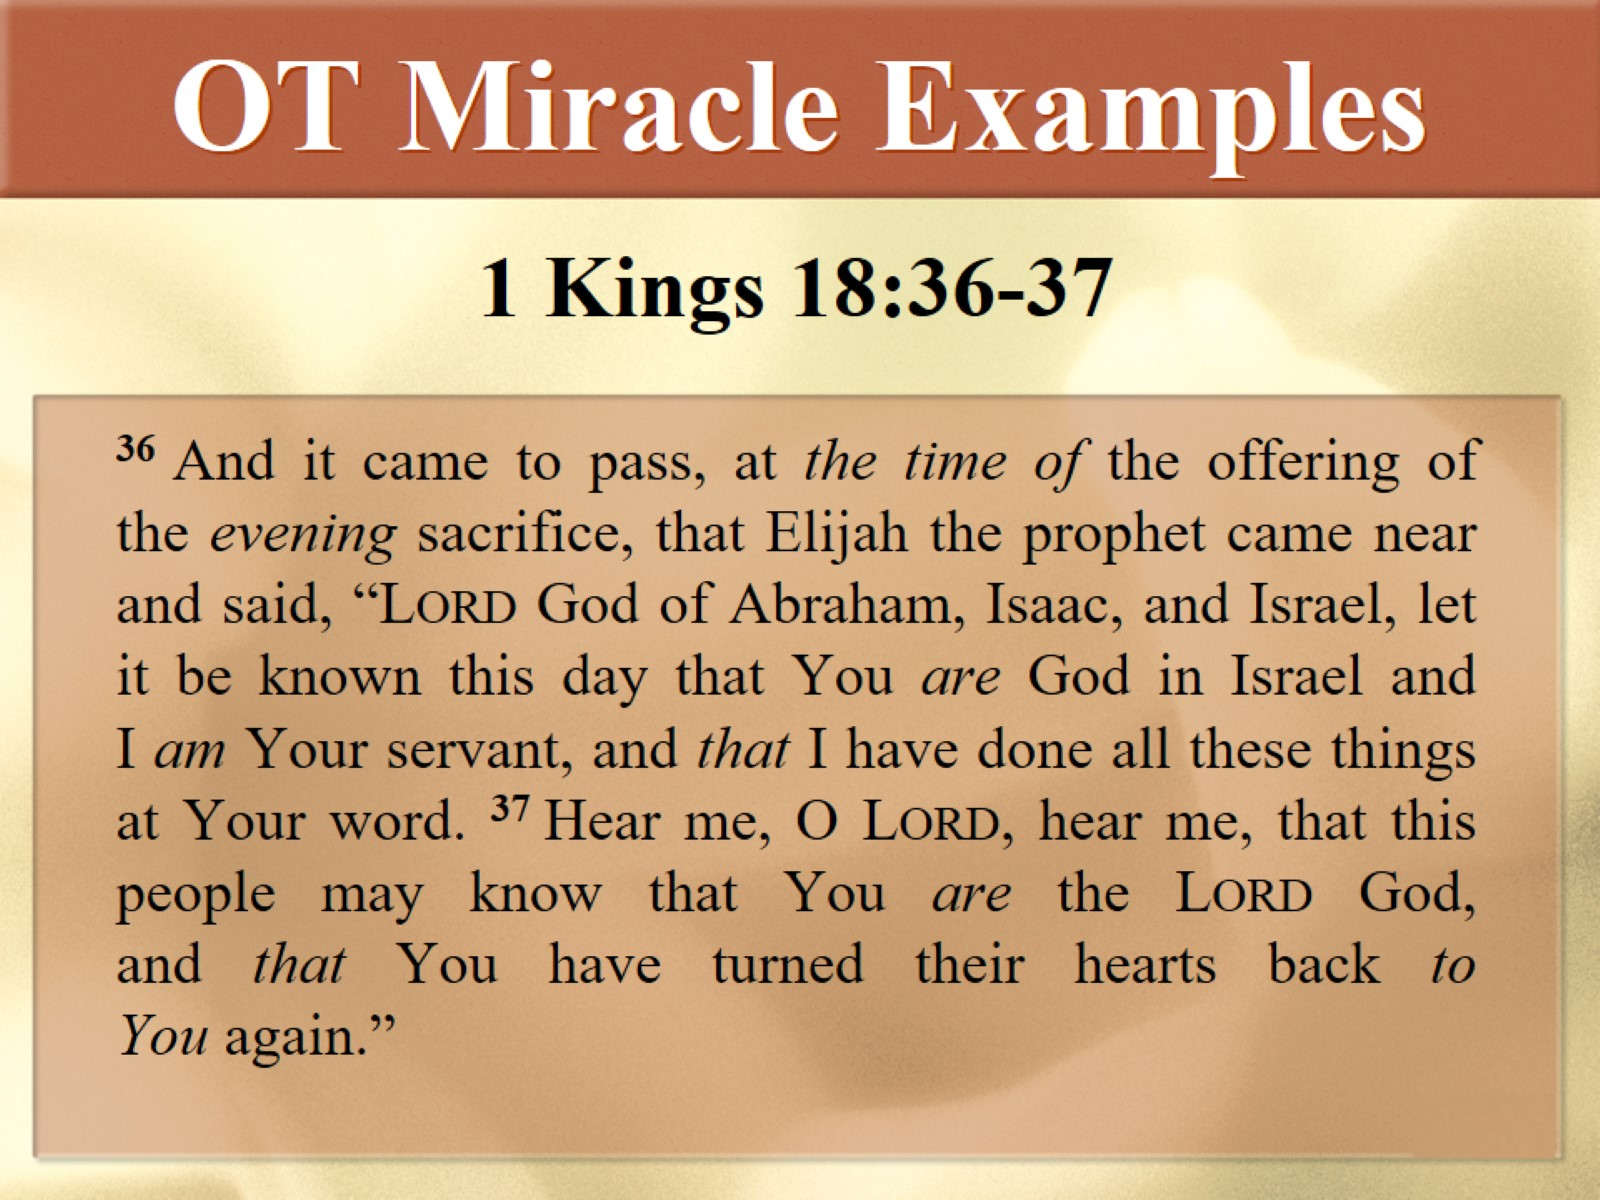 OT Miracle Examples
1 Kings 18:36-37
36 And it came to pass, at the time of the offering of
the evening sacrifice, that Elijah the prophet came near
and said, “LORD God of Abraham, Isaac, and Israel, let
it be known this day that You are God in Israel and
I am Your servant, and that I have done all these things
at Your word. 37 Hear me, O LORD, hear me, that this
people may know that You are the LORD God,
and that You have turned their hearts back to
You again.”